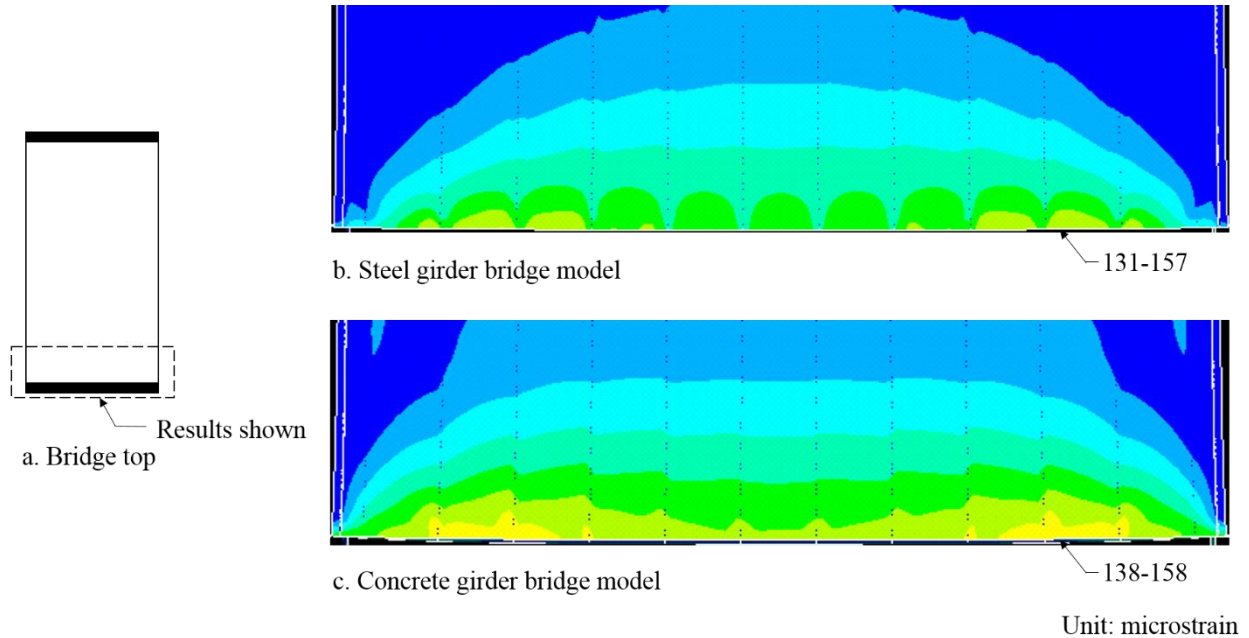 Results shown
a. Bridge top
b. Steel girder bridge model
131-157
c. Concrete girder bridge model
138-158
Unit: microstrain